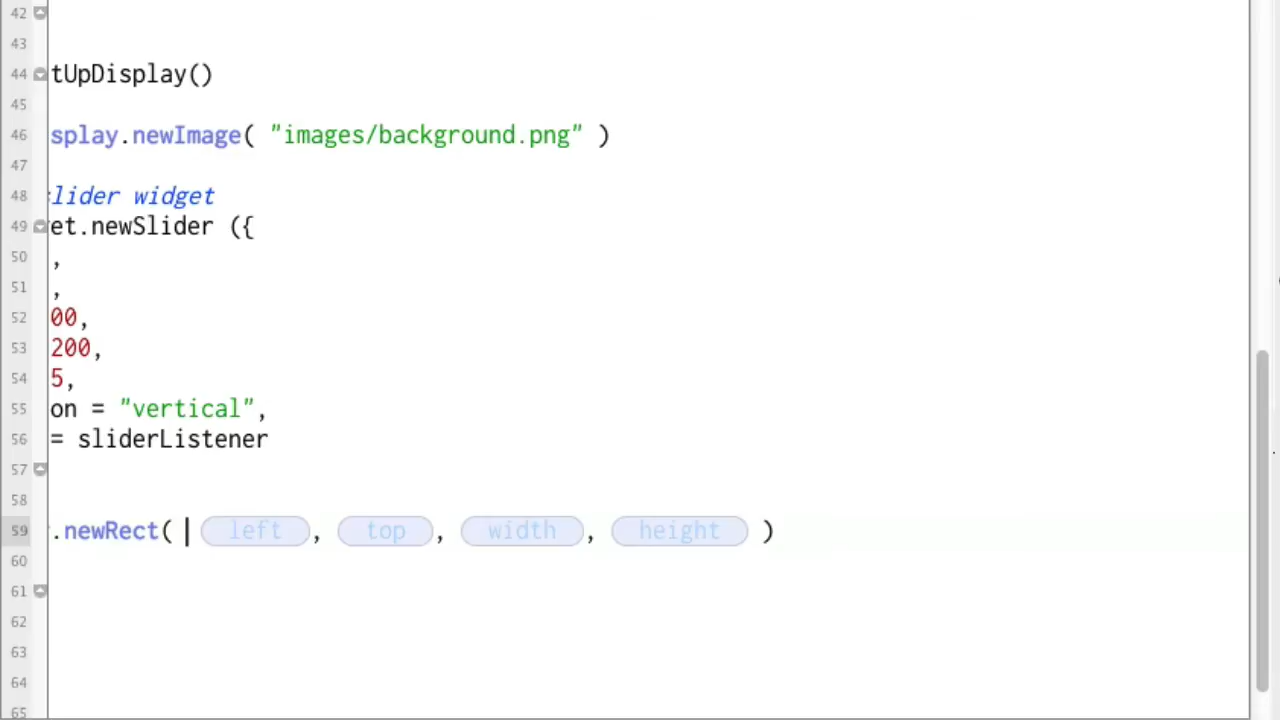 42
43
44 tUpDisplay()
45
46 splay.newImage( "images/background.png" )
47
48 lider widget
49 et.newSlider ({
50 ,
51 ,
52 00,
53 200,
54 5,
55 on = "vertical",
56 = sliderListener
57
58
59 .newRect( left, top, width, height )
60
61
62
63
64
65